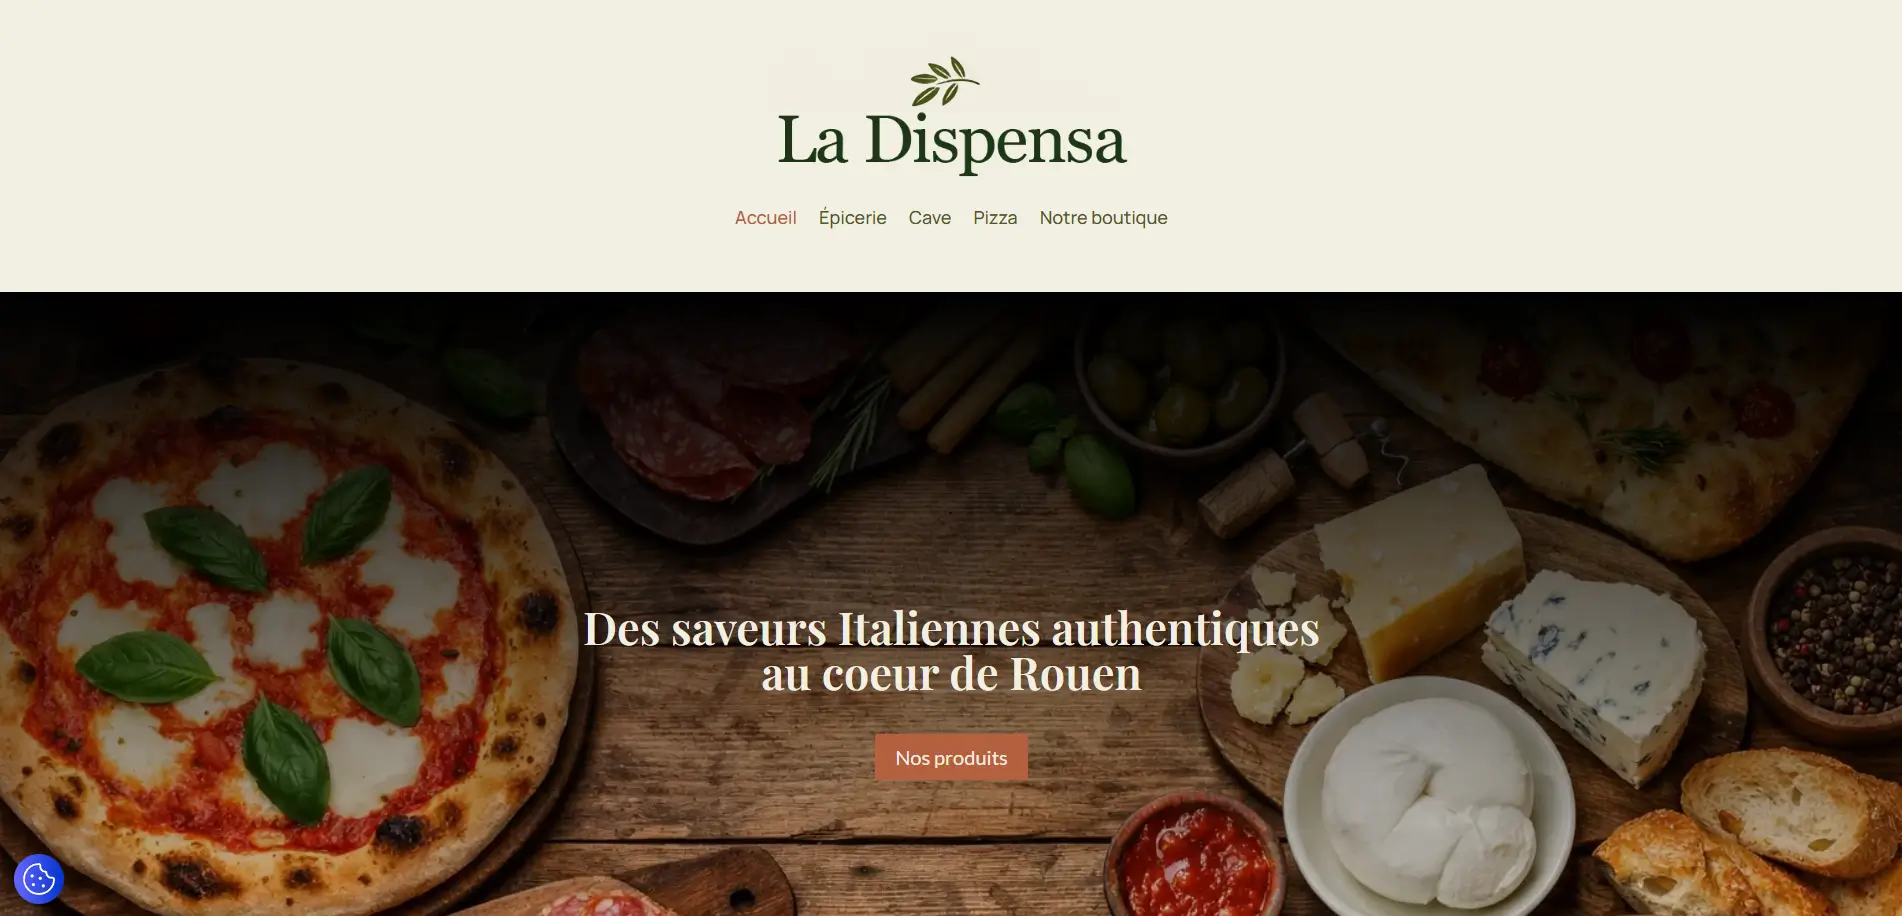 La Dispensa
Accueil Épicerie Cave Pizza Notre boutique
Des saveurs Italiennes authentiques
au coeur de Rouen
Nos produits